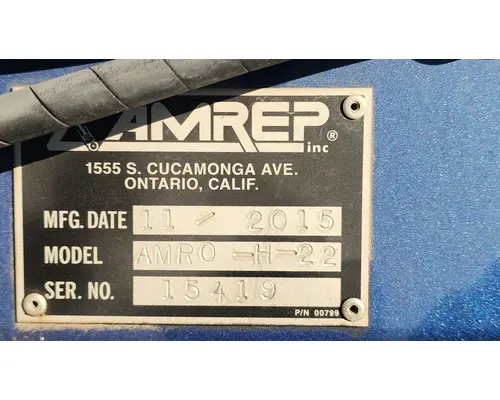 AMREP®
inc
1555 S. CUCAMONGA AVE.
ONTARIO, CALIF.
MFG. DATE 11 - 2015
MODEL AMRO-H-22
SER. NO. 15419
P/N 00799